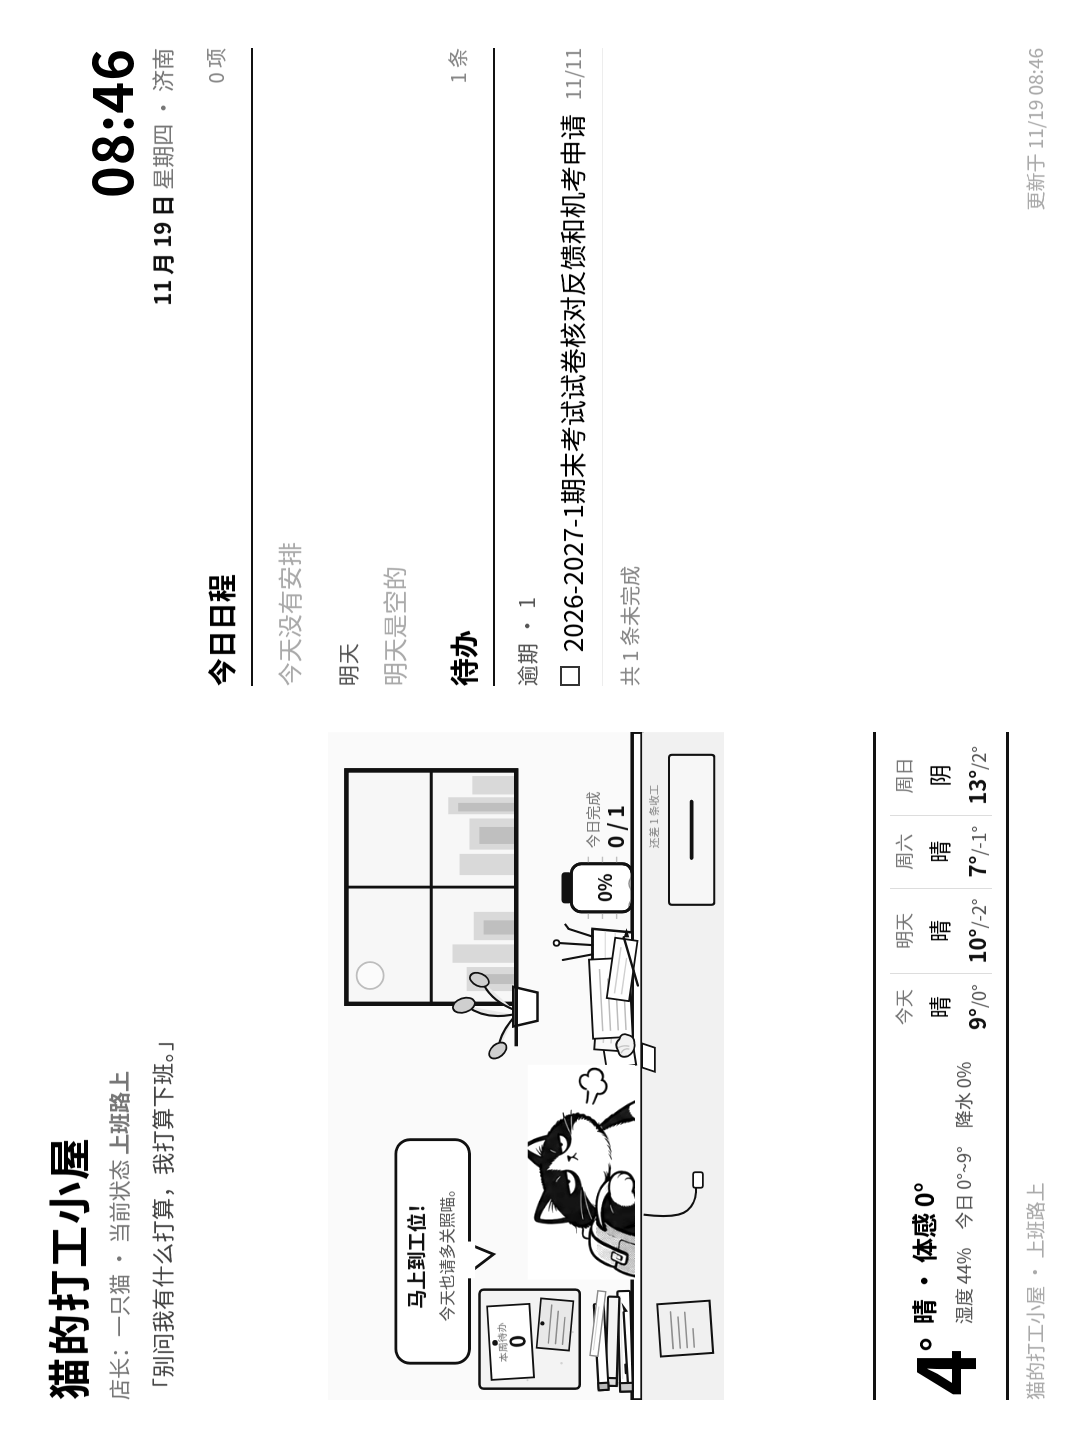 猫的打工小屋
店长：一只猫 · 当前状态 上班路上
「别问我有什么打算，我打算下班。」
08:46
11 月 19 日 星期四 · 济南
马上到工位！
今天也请多关照喵。
本周待办
0
0%
今日完成
0 / 1
还差 1 条收工
4° 晴 · 体感 0°
湿度 44% 今日 0°~9° 降水 0%
今天 明天 周六 周日
晴 晴 晴 阴
9°/0° 10°/-2° 7°/-1° 13°/2°
今日日程 0 项
今天没有安排
明天
明天是空的
待办 1 条
逾期 · 1
2026-2027-1期末考试试卷核对反馈和机考申请 11/11
共 1 条未完成
猫的打工小屋 · 上班路上
更新于 11/19 08:46